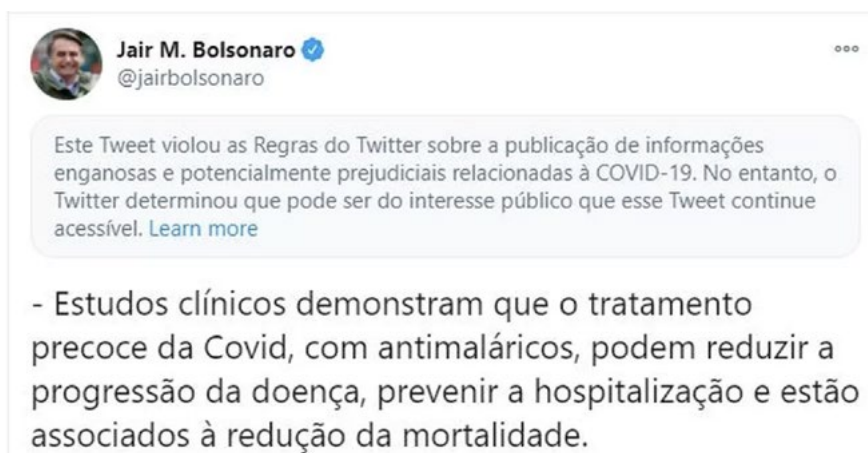 Jair M. Bolsonaro
@jairbolsonaro
Este Tweet violou as Regras do Twitter sobre a publicação de informações
enganosas e potencialmente prejudiciais relacionadas à COVID-19. No entanto, o
Twitter determinou que pode ser do interesse público que esse Tweet continue
acessível. Learn more
- Estudos clínicos demonstram que o tratamento
precoce da Covid, com antimaláricos, podem reduzir a
progressão da doença, prevenir a hospitalização e estão
associados à redução da mortalidade.